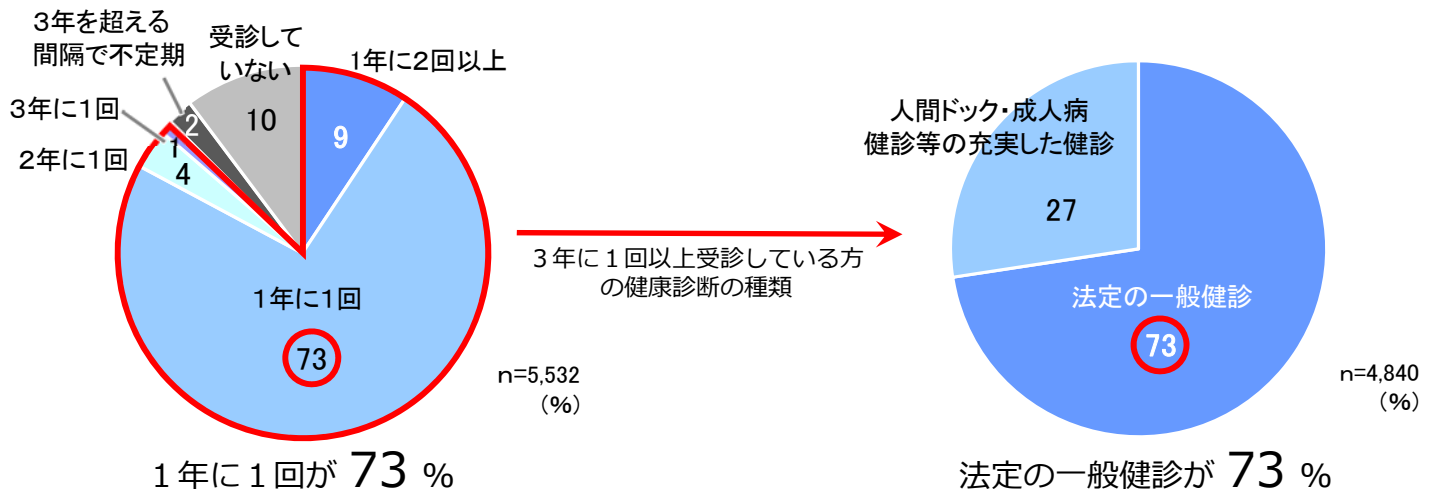 3年を超える
間隔で不定期
受診して
いない
1年に2回以上
3年に1回
2年に1回
10
2
1
4
9
1年に1回
73
n=5,532
(%)
1年に1回が 73 %
3年に1回以上受診している方
の健康診断の種類
人間ドック・成人病
健診等の充実した健診
27
法定の一般健診
73
n=4,840
(%)
法定の一般健診が 73 %